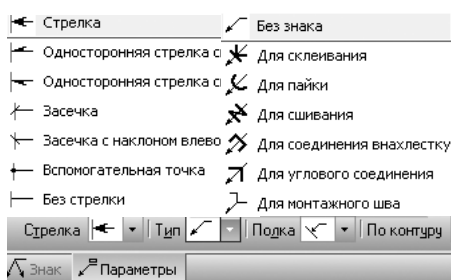 Стрелка
Односторонняя стрелка с
Односторонняя стрелка с
Засечка
Засечка с наклоном влево
Вспомогательная точка
Без стрелки
Без знака
Для склеивания
Для пайки
Для сшивания
Для соединения внахлестку
Для углового соединения
Для монтажного шва
Стрелка Тип Полка По контуру
Знак Параметры